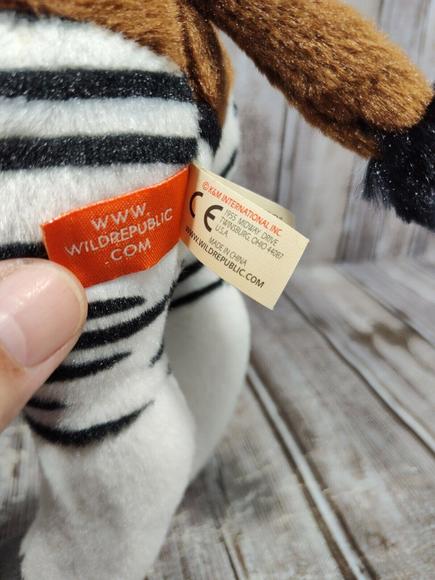 WWW.
WILDREPUBLIC
.COM
©K&M INTERNATIONAL INC.
CE
1955 MIDWAY DRIVE
TWINSBURG, OHIO 44087
U.S.A.
MADE IN CHINA
WWW.WILDREPUBLIC.COM